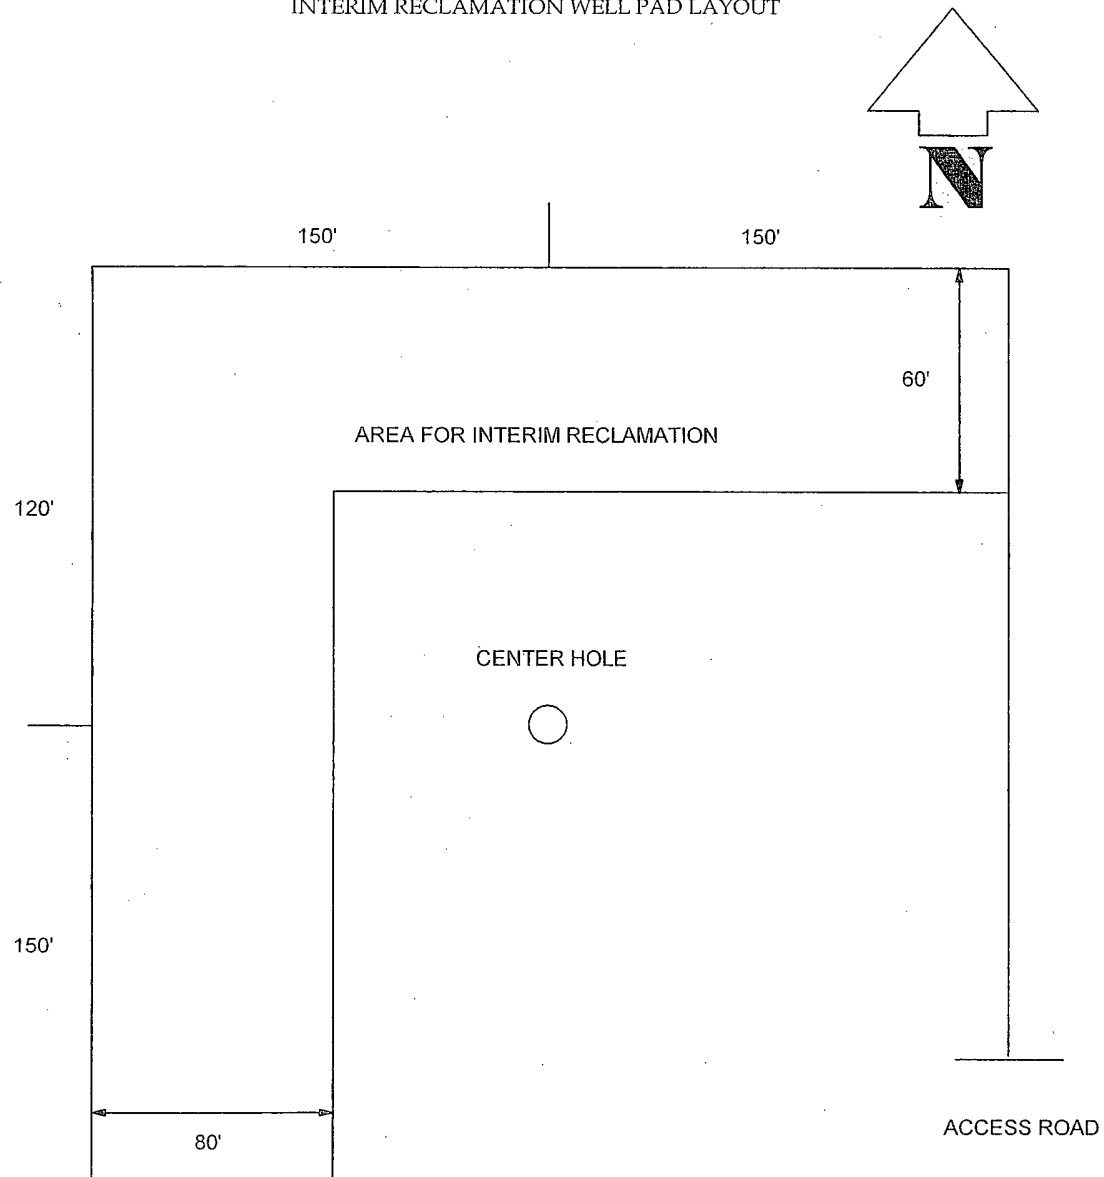 INTERIM RECLAMATION WELL PAD LAYOUT
N
150'
150'
60'
AREA FOR INTERIM RECLAMATION
120'
CENTER HOLE
150'
80'
ACCESS ROAD